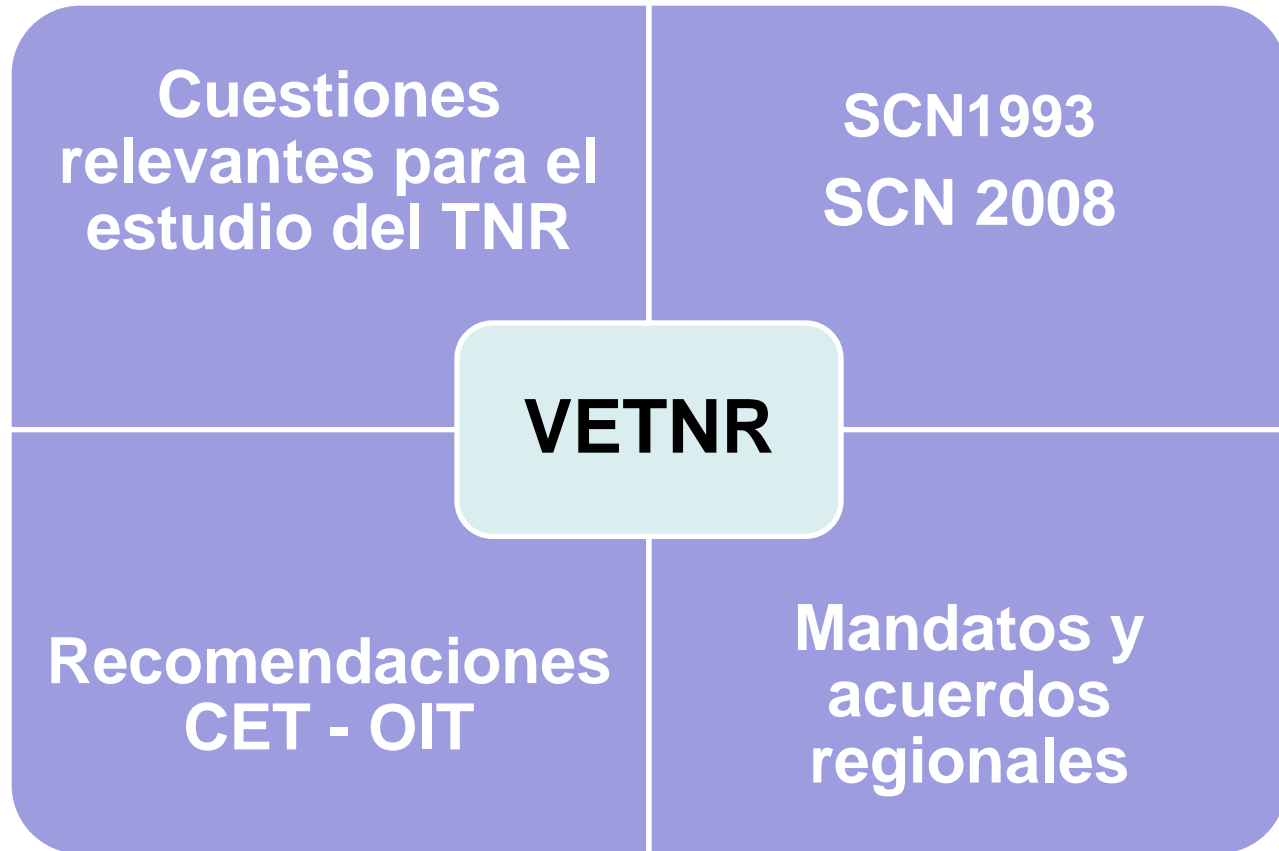 Cuestiones
relevantes para el
estudio del TNR
SCN1993
SCN 2008
VETNR
Recomendaciones
CET - OIT
Mandatos y
acuerdos
regionales